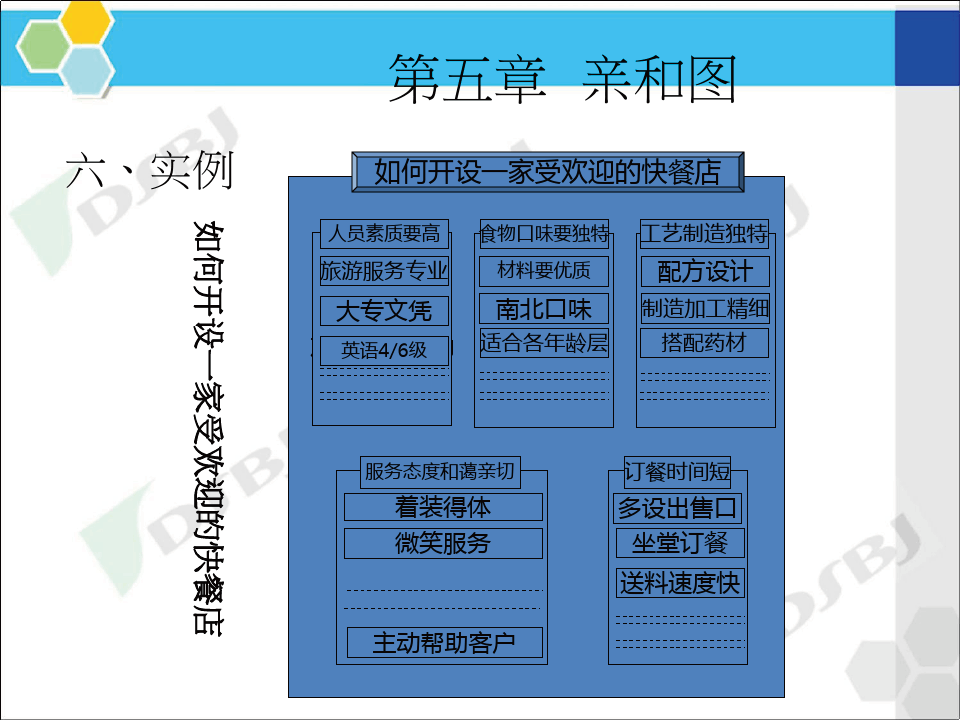 第五章 亲和图
六、实例
如何开设一家受欢迎的快餐店
如何开设一家受欢迎的快餐店
人员素质要高
旅游服务专业
大专文凭
英语4/6级
食物口味要独特
材料要优质
南北口味
适合各年龄层
工艺制造独特
配方设计
制造加工精细
搭配药材
服务态度和蔼亲切
着装得体
微笑服务
主动帮助客户
订餐时间短
多设出售口
坐堂订餐
送料速度快
DSBJ
DSBJ
DSBJ